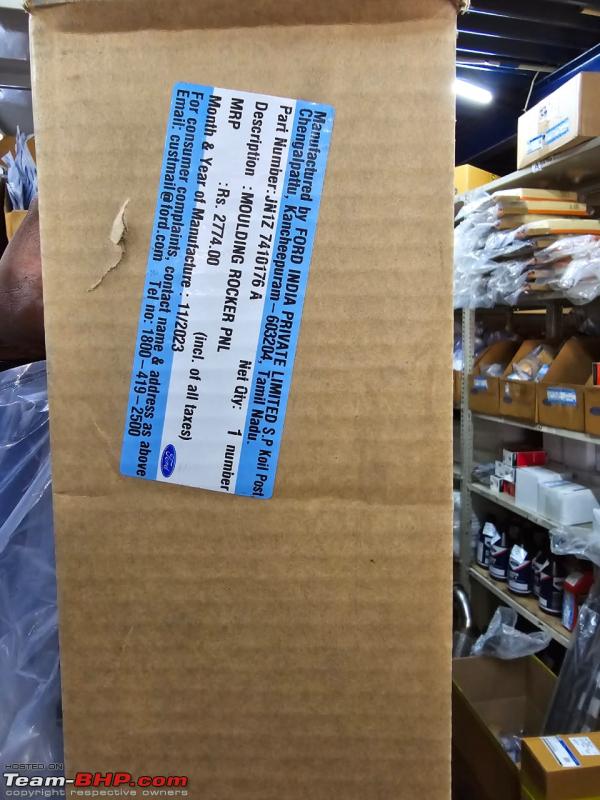 Manufactured by FORD INDIA PRIVATE LIMITED S.P Koil Post,
Chengalpattu, Kancheepuram - 603204, Tamil Nadu.
Part Number: JN1Z 7410176 A
Description : MOULDING ROCKER PNL
Net Qty: 1 number
MRP : Rs. 2774.00 (incl. of all taxes)
Month & Year of Manufacture : 11/2023
For consumer complaints, contact name & address as above
Email: custmail@ford.com Tel no: 1800-419-2500
Ford
HOSTED ON
Team-BHP.com
copyright respective owners